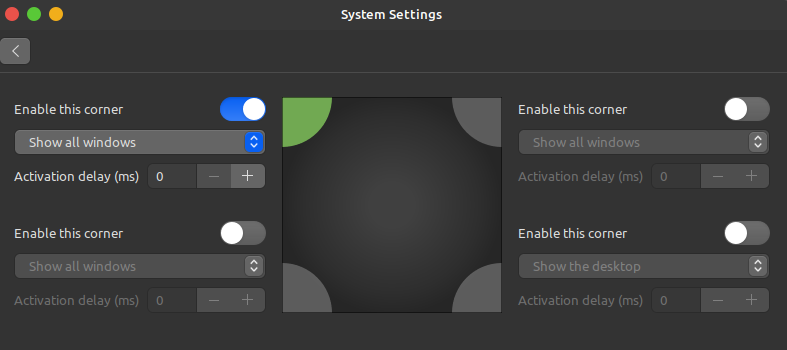 System Settings
Enable this corner
Show all windows
Activation delay (ms) 0 — +
Enable this corner
Show all windows
Activation delay (ms) 0 — +
Enable this corner
Show all windows
Activation delay (ms) 0 — +
Enable this corner
Show the desktop
Activation delay (ms) 0 — +